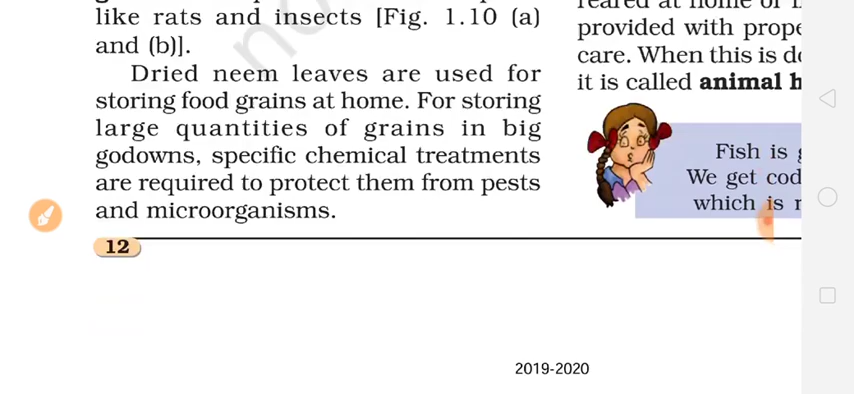 like rats and insects [Fig. 1.10 (a)
and (b)].
Dried neem leaves are used for
storing food grains at home. For storing
large quantities of grains in big
godowns, specific chemical treatments
are required to protect them from pests
and microorganisms.
12
provided with
care. When this is
it is called animal
Fish is
We get cod
which is
2019-2020